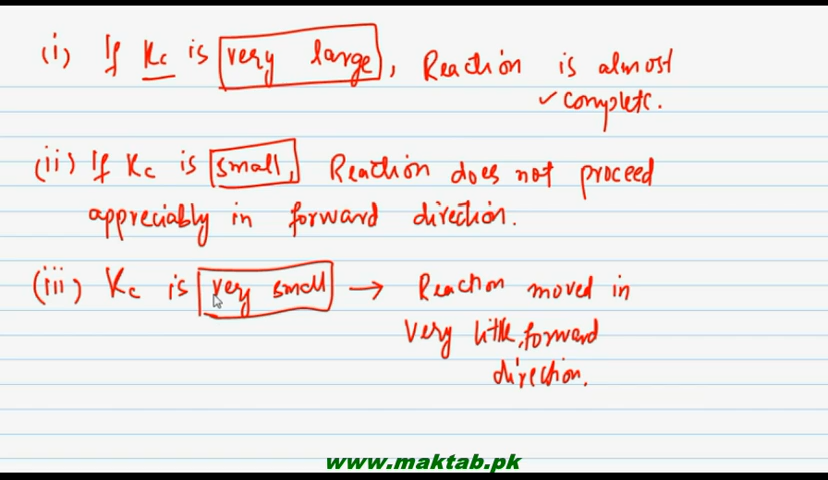 (i) If Kc is very large, Reaction is almost
✓ complete.
(ii) If Kc is small, Reaction does not proceed
appreciably in forward direction.
(iii) Kc is very small → Reaction moved in
very little, forward
direction.
www.maktab.pk